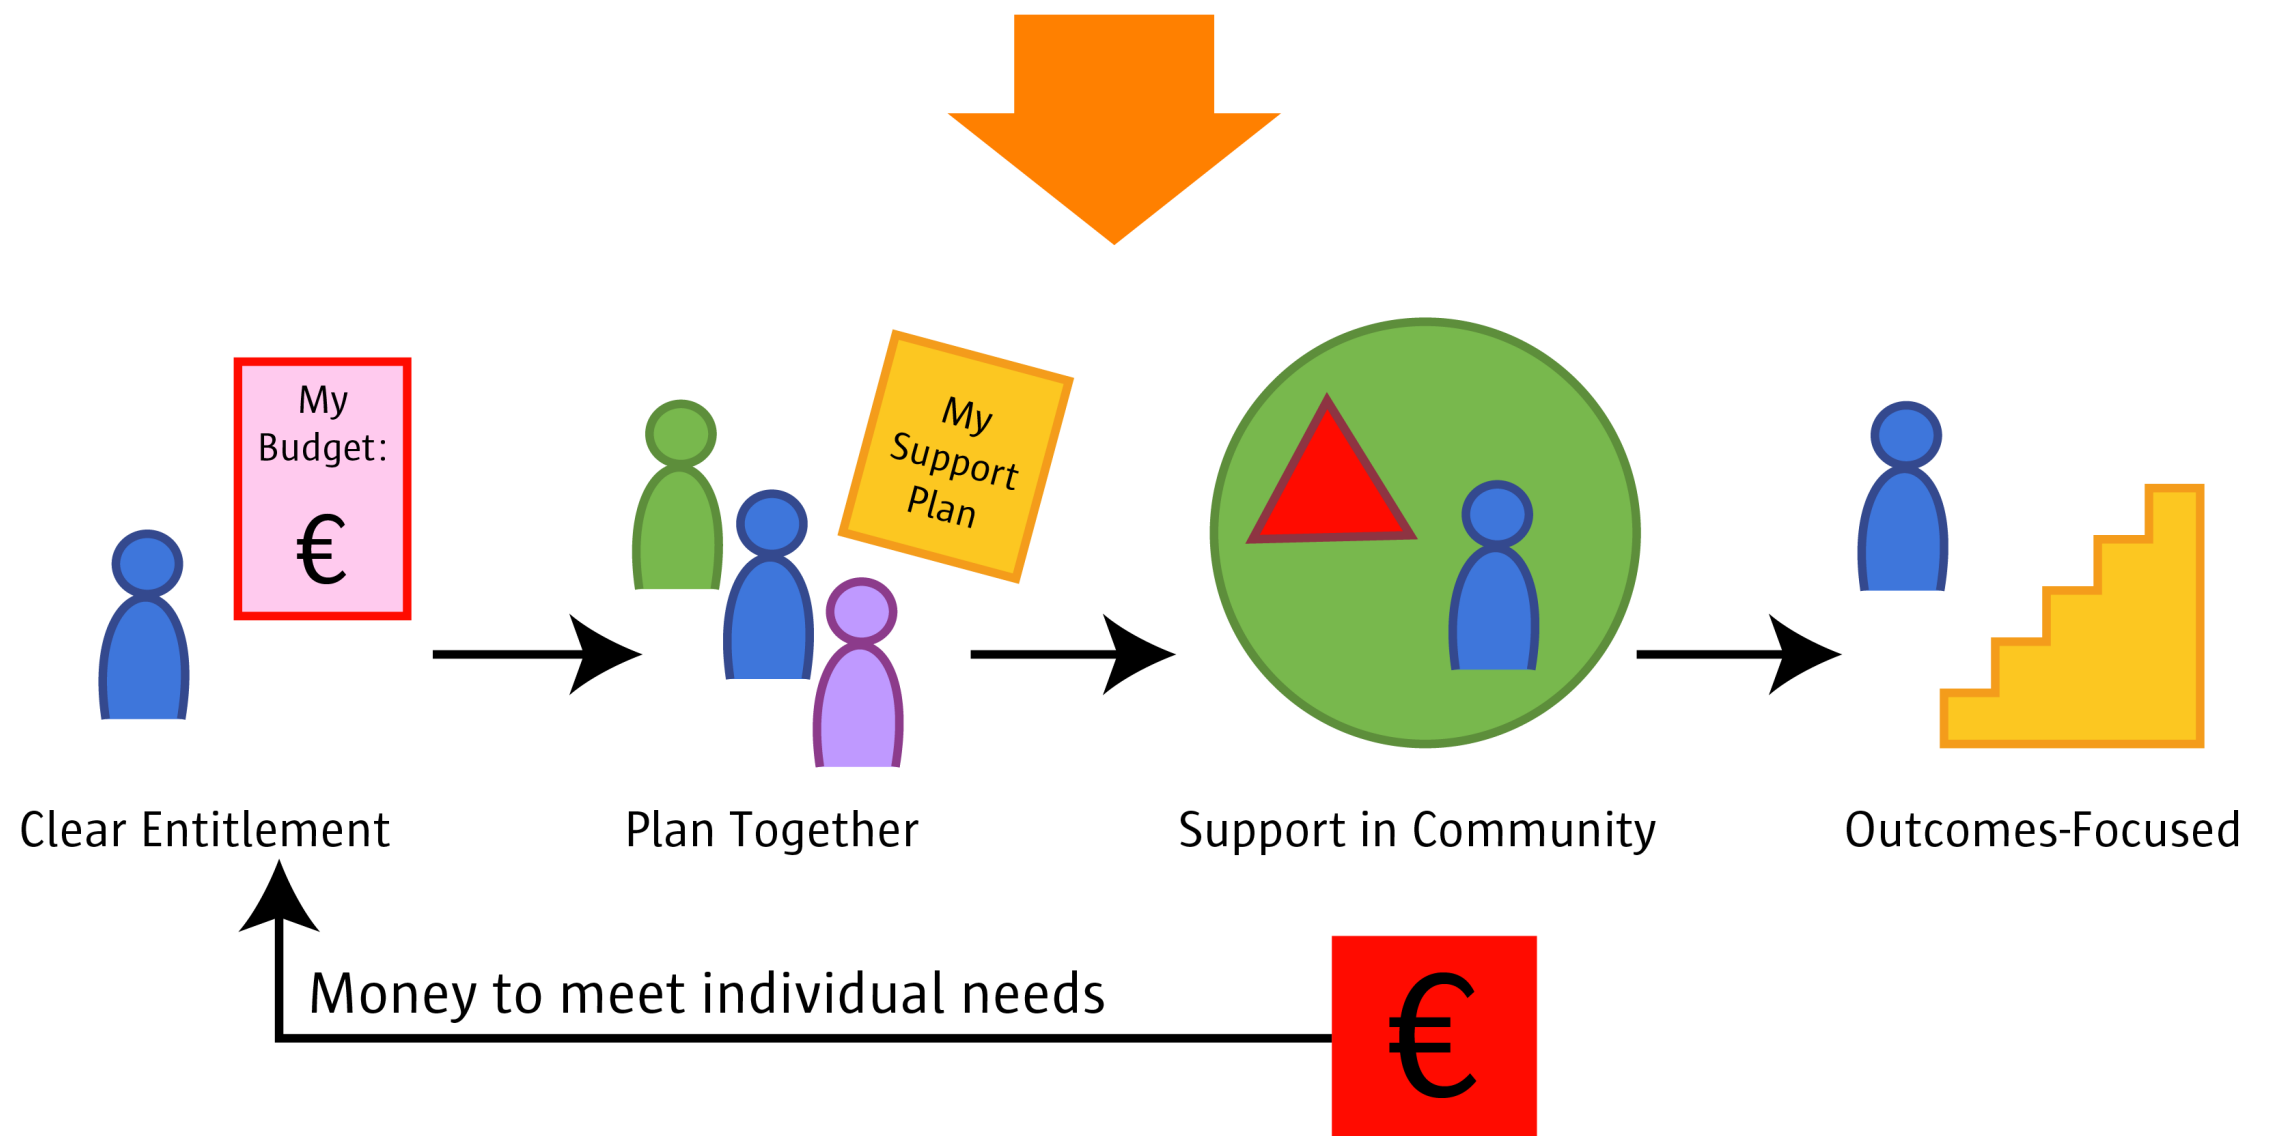 My
Budget:
€
My
Support
Plan
Clear Entitlement
Plan Together
Support in Community
Outcomes-Focused
Money to meet individual needs
€